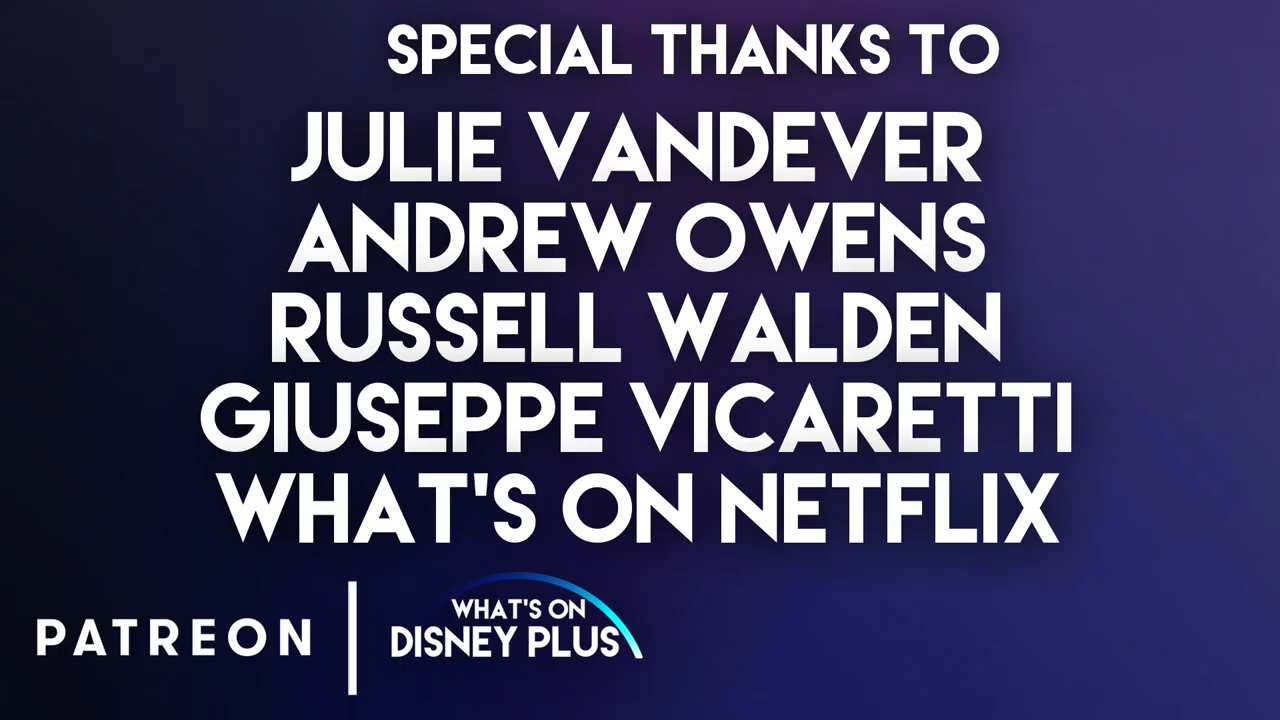 SPECIAL THANKS TO
JULIE VANDEVER
ANDREW OWENS
RUSSELL WALDEN
GIUSEPPE VICARETTI
WHAT'S ON NETFLIX
PATREON
WHAT'S ON
DISNEY PLUS